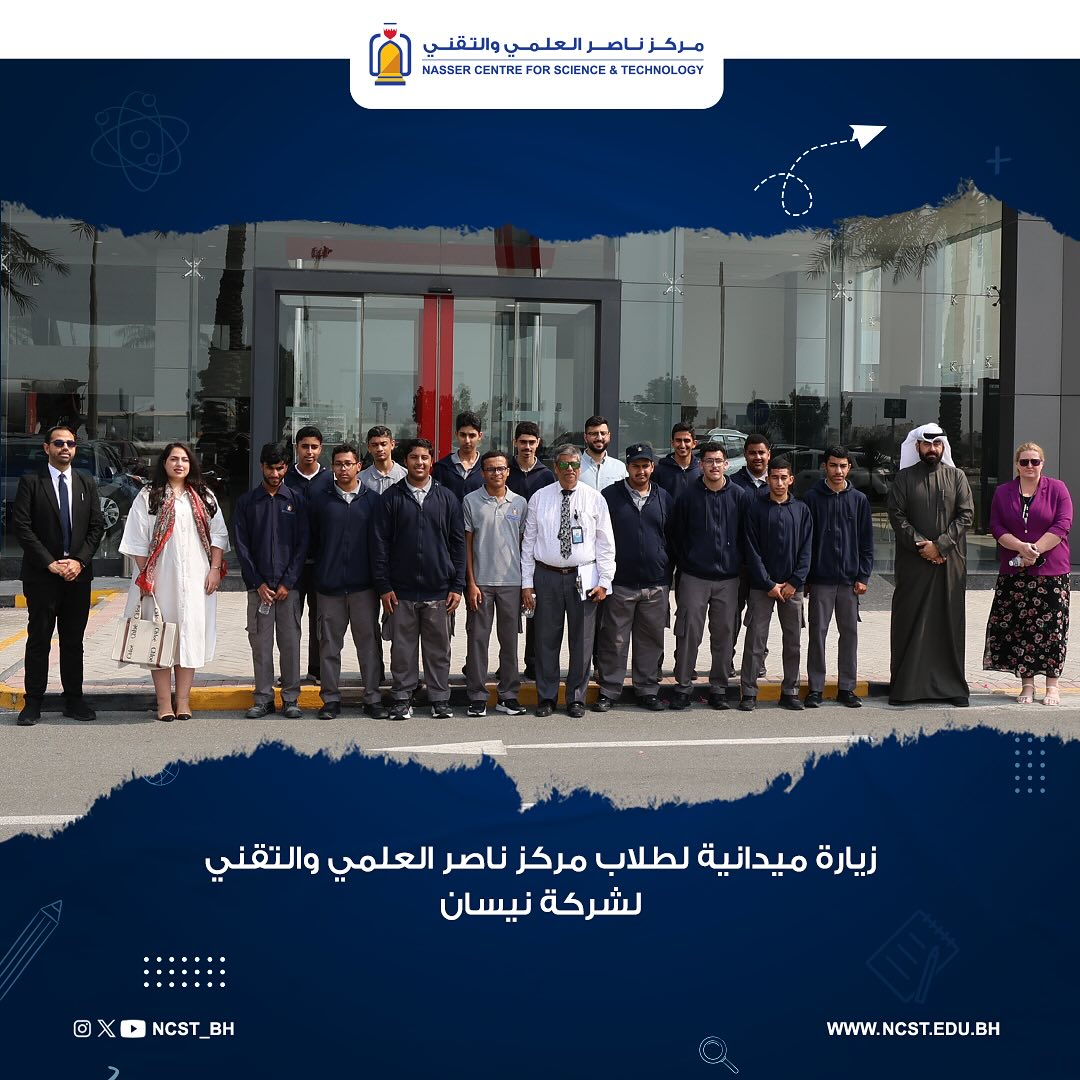 مركز ناصر العلمي والتقني
NASSER CENTRE FOR SCIENCE & TECHNOLOGY
Chloé
زيارة ميدانية لطلاب مركز ناصر العلمي والتقني
لشركة نيسان
NCST_BH
WWW.NCST.EDU.BH